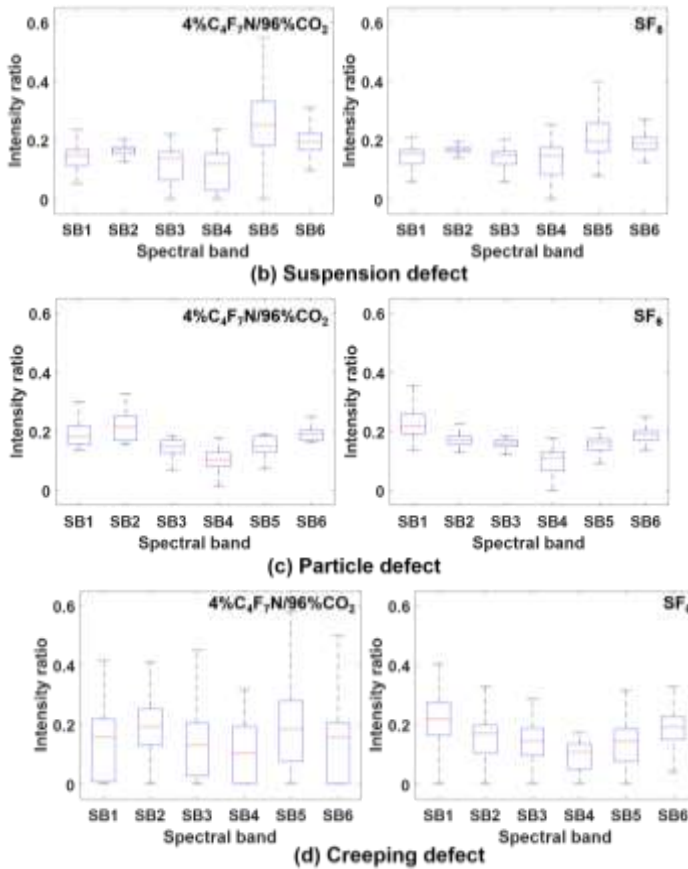 4%C₄F₇N/96%CO₂ SF₆
Intensity ratio Intensity ratio
0.6 0.6
0.4 0.4
0.2 0.2
0 0
SB1 SB2 SB3 SB4 SB5 SB6 SB1 SB2 SB3 SB4 SB5 SB6
Spectral band Spectral band
(b) Suspension defect
4%C₄F₇N/96%CO₂ SF₆
Intensity ratio Intensity ratio
0.6 0.6
0.4 0.4
0.2 0.2
0 0
SB1 SB2 SB3 SB4 SB5 SB6 SB1 SB2 SB3 SB4 SB5 SB6
Spectral band Spectral band
(c) Particle defect
4%C₄F₇N/96%CO₂ SF₆
Intensity ratio Intensity ratio
0.6 0.6
0.4 0.4
0.2 0.2
0 0
SB1 SB2 SB3 SB4 SB5 SB6 SB1 SB2 SB3 SB4 SB5 SB6
Spectral band Spectral band
(d) Creeping defect